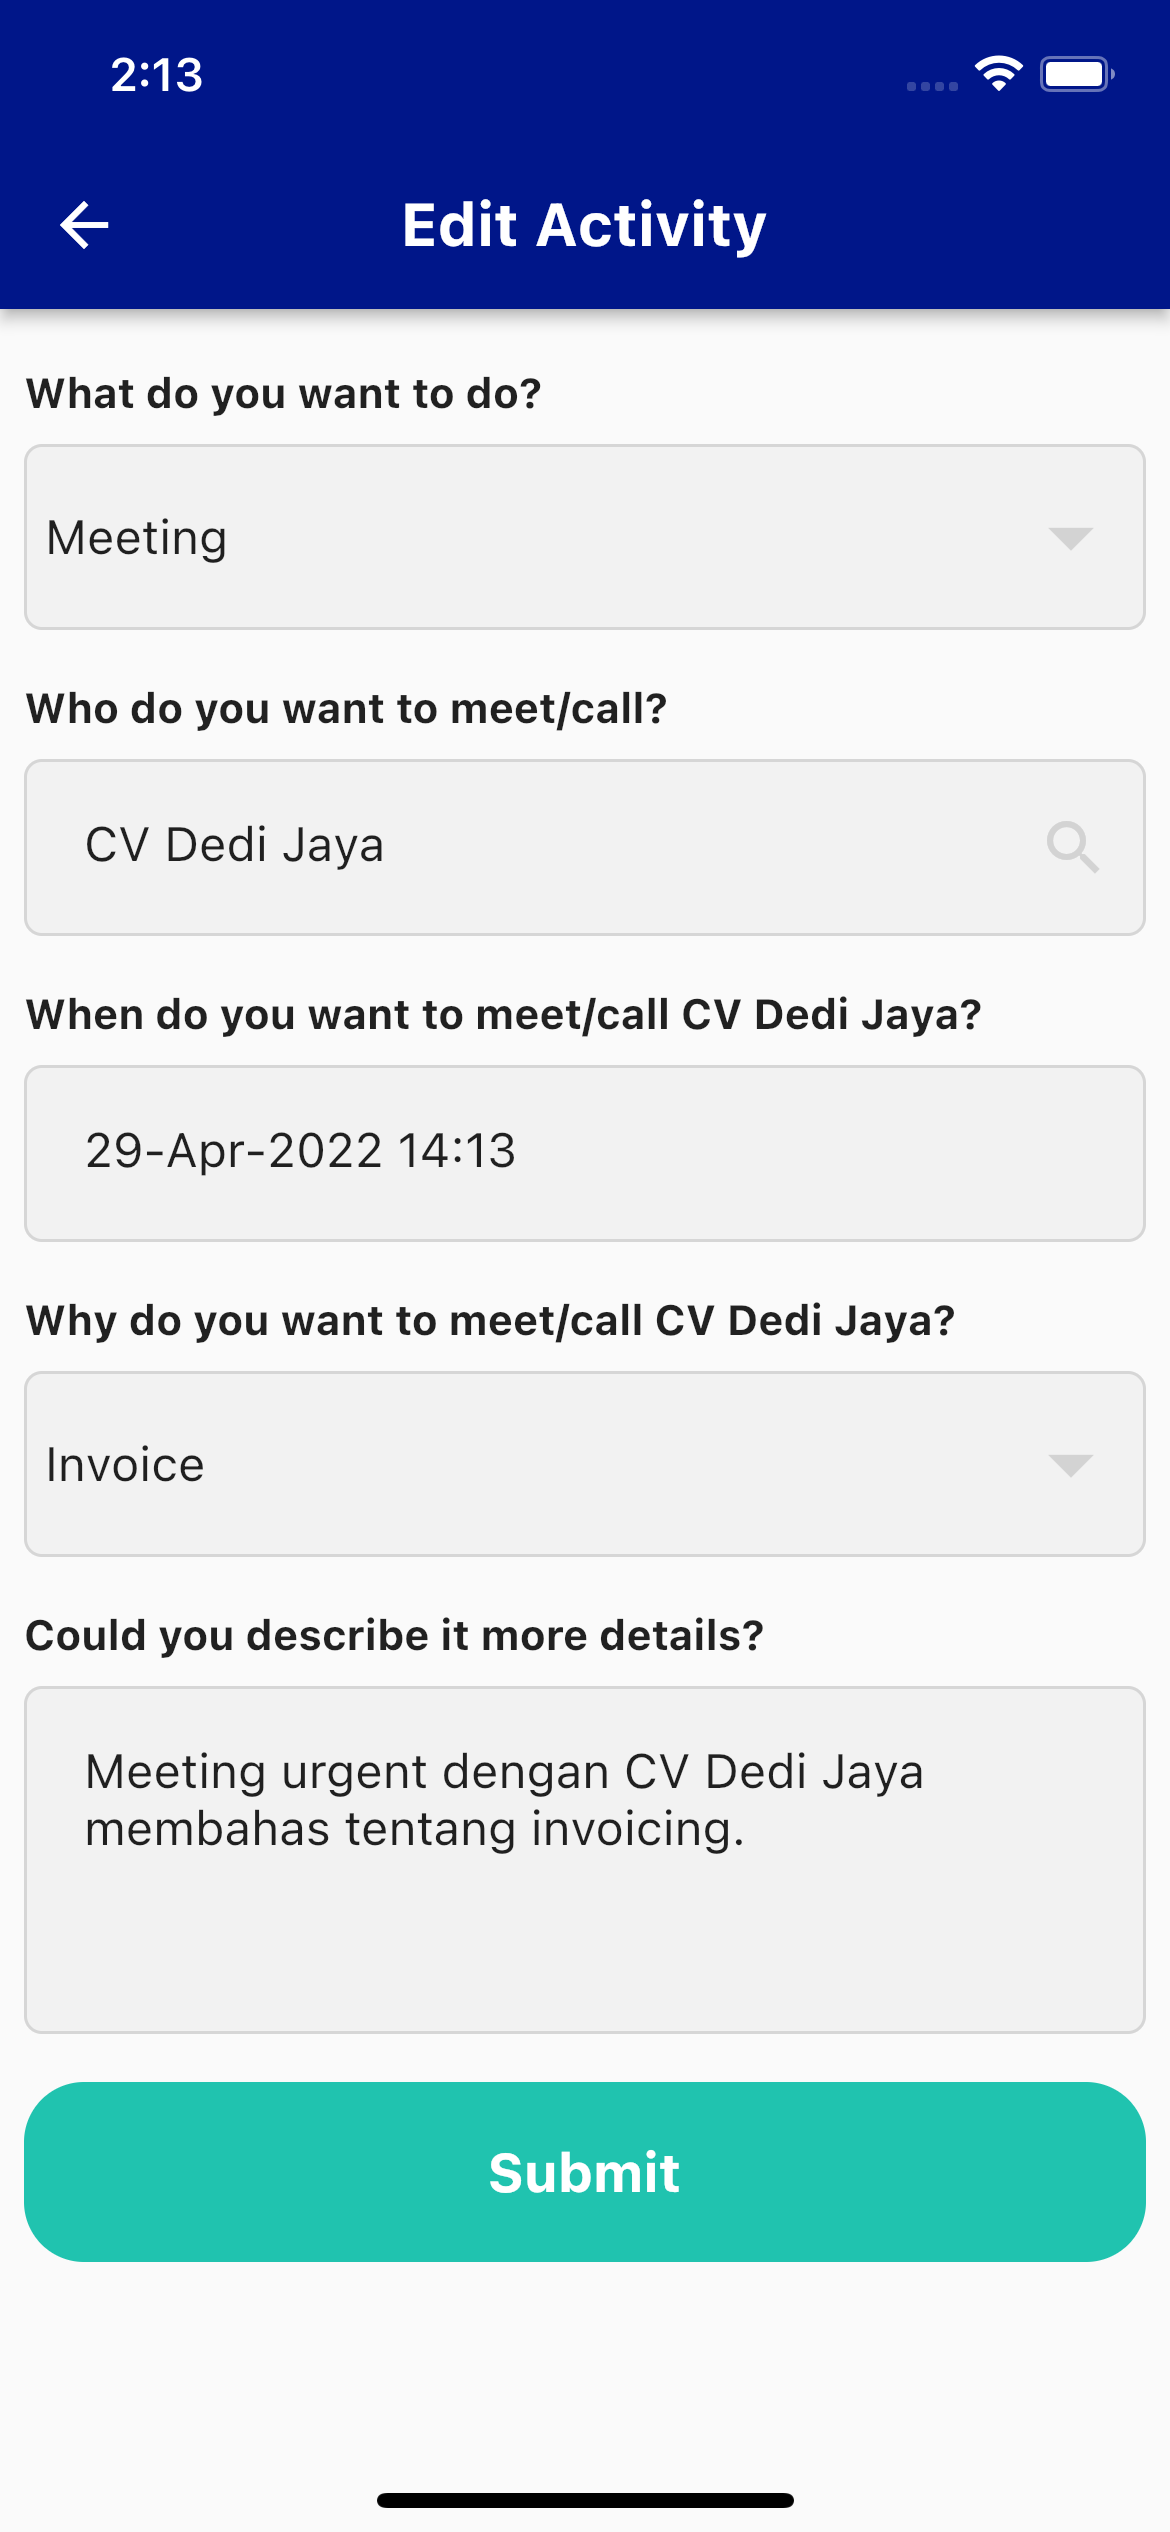 2:13
Edit Activity
What do you want to do?
Meeting
Who do you want to meet/call?
CV Dedi Jaya
When do you want to meet/call CV Dedi Jaya?
29-Apr-2022 14:13
Why do you want to meet/call CV Dedi Jaya?
Invoice
Could you describe it more details?
Meeting urgent dengan CV Dedi Jaya
membahas tentang invoicing.
Submit